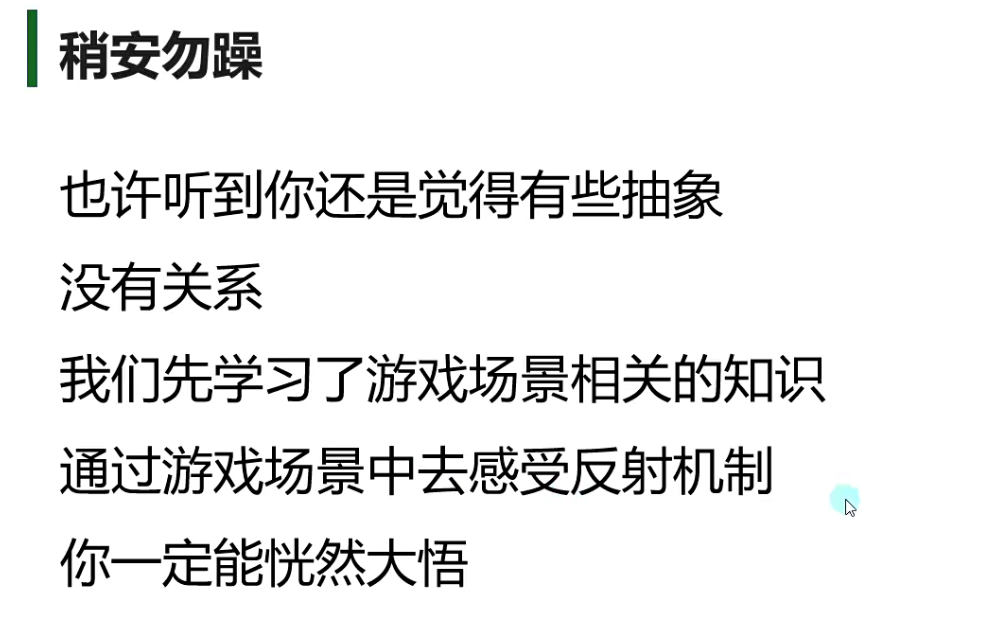 稍安勿躁
也许听到你还是觉得有些抽象
没有关系
我们先学习了游戏场景相关的知识
通过游戏场景中去感受反射机制
你一定能恍然大悟